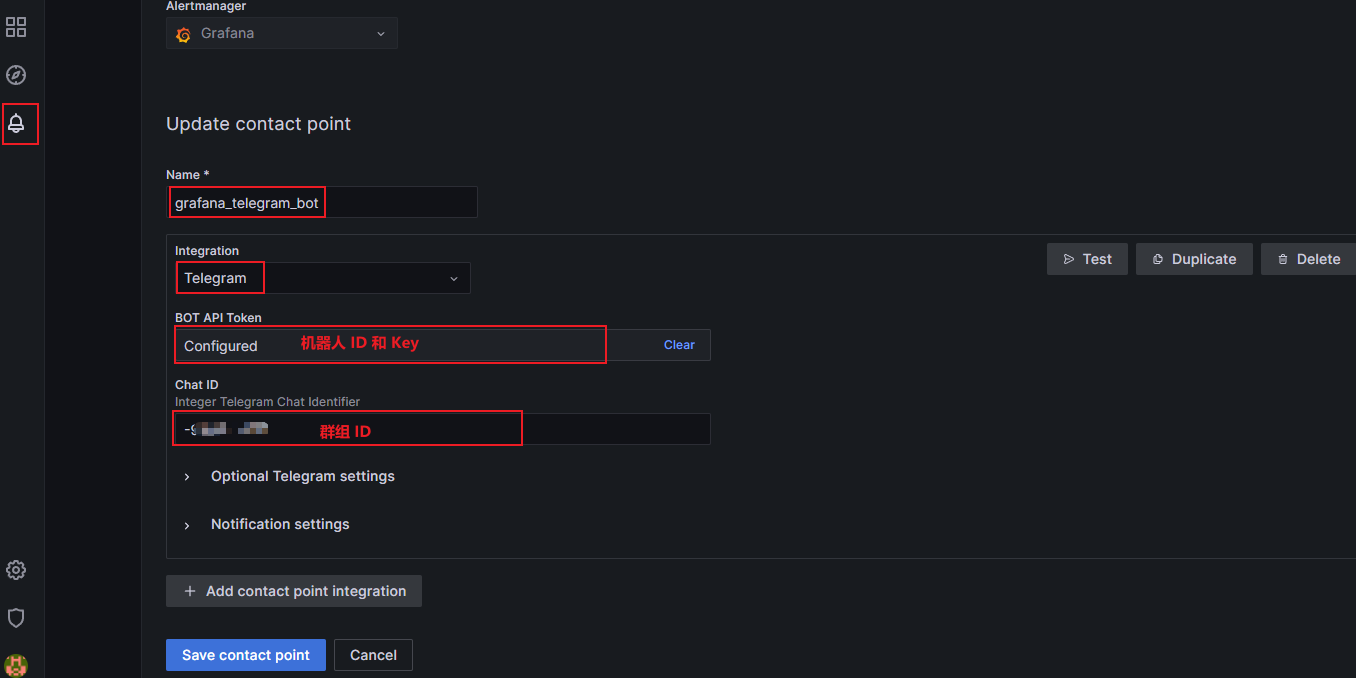 Alertmanager
Grafana
Update contact point
Name *
grafana_telegram_bot
Integration
Telegram
Test
Duplicate
Delete
BOT API Token
Configured 机器人 ID 和 Key Clear
Chat ID
Integer Telegram Chat Identifier
群组 ID
Optional Telegram settings
Notification settings
+ Add contact point integration
Save contact point
Cancel